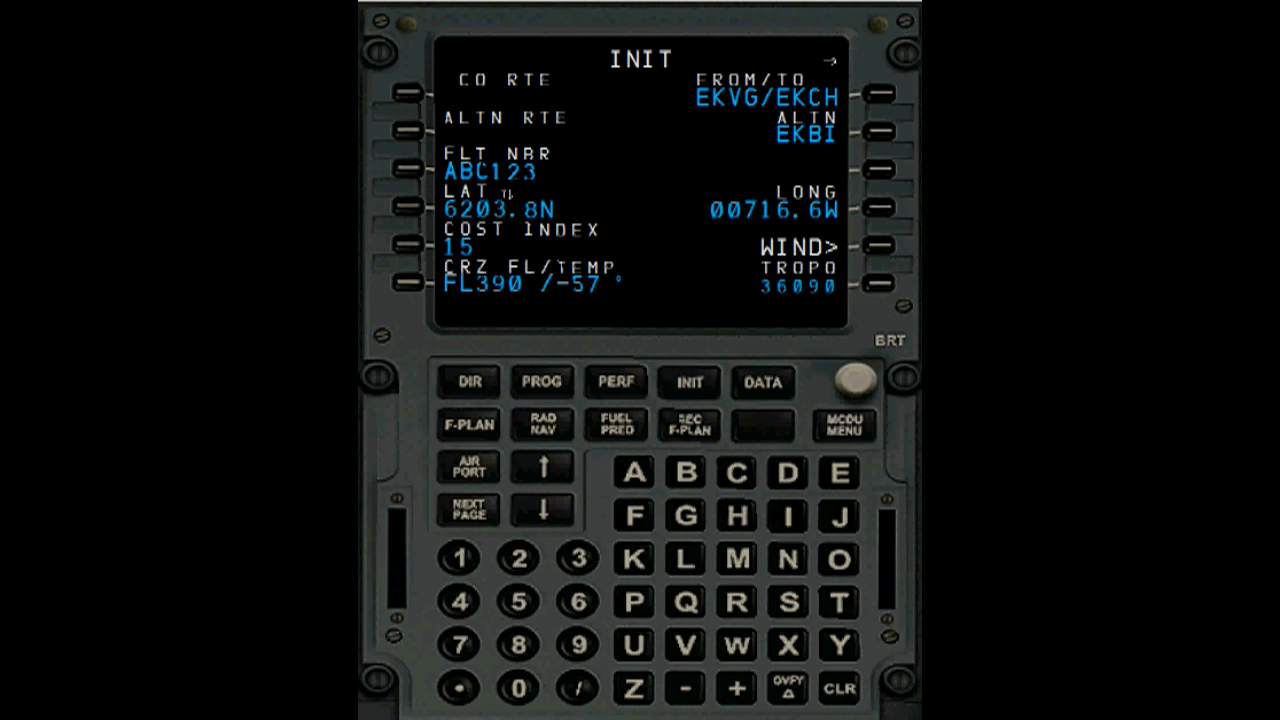 INIT →
CO RTE FROM/TO
EKVG/EKCH
ALTN RTE ALTN
EKBI
FLT NBR
ABC123
LAT ↑↓ LONG
6203.8N 00716.6W
COST INDEX
15 WIND>
CRZ FL/TEMP TROPO
FL390 /-57 ° 36090
BRT
DIR PROG PERF INIT DATA
F-PLAN RAD NAV FUEL PRED SEC F-PLAN MCDU MENU
AIR PORT ↑
NEXT PAGE ↓
A B C D E
F G H I J
1 2 3 K L M N O
4 5 6 P Q R S T
7 8 9 U V W X Y
. 0 / Z - + OVFY Δ CLR